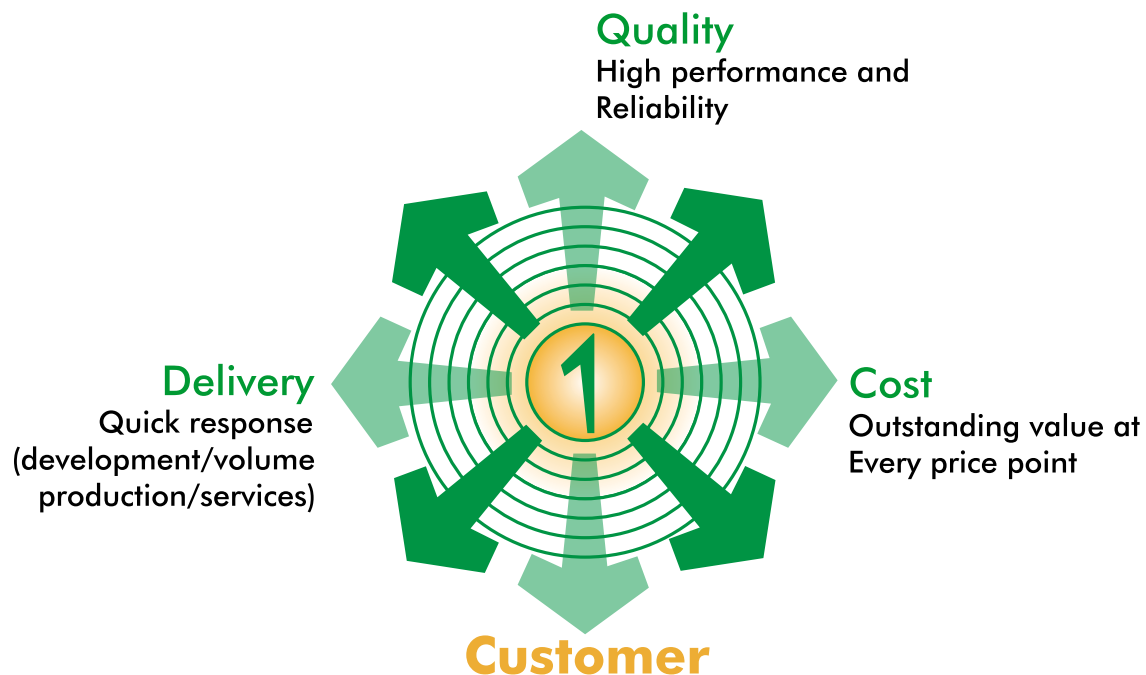 Quality
High performance and
Reliability
1
Delivery
Quick response
(development/volume
production/services)
Cost
Outstanding value at
Every price point
Customer